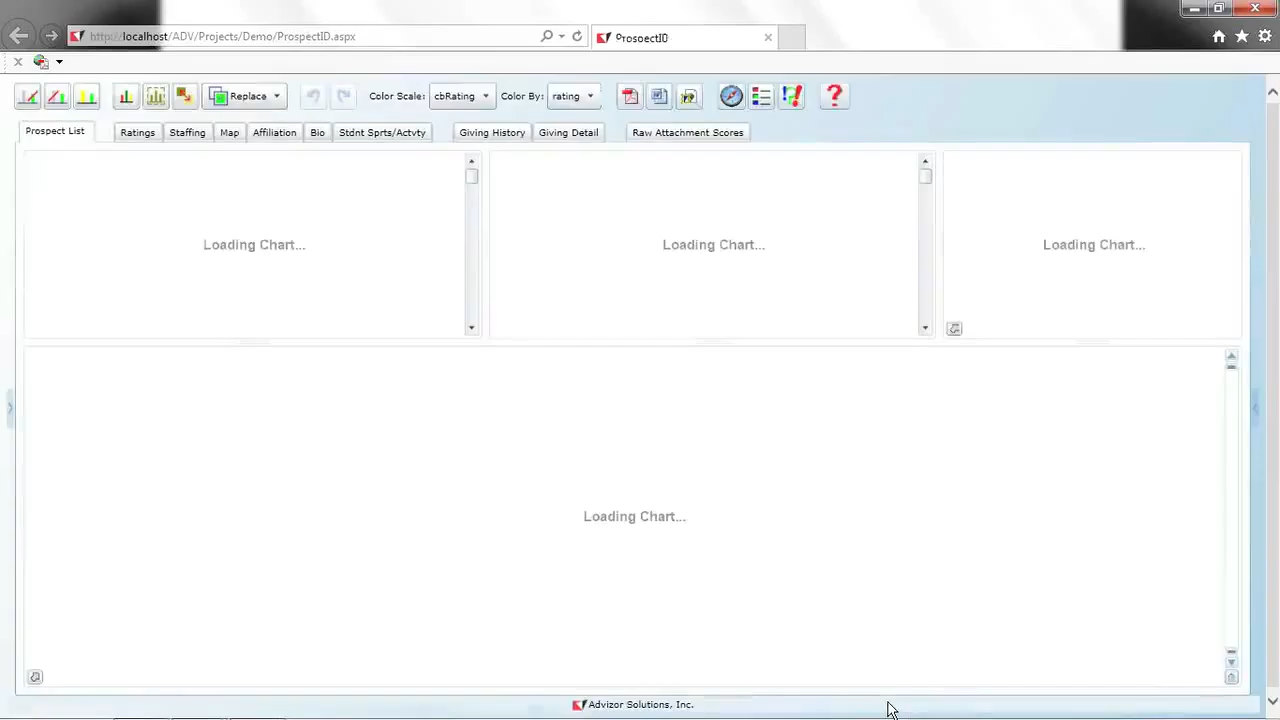 http://localhost/ADV/Projects/Demo/ProspectID.aspx
ProspectID
Replace
Color Scale: cbRating
Color By: rating
Prospect List
Ratings
Staffing
Map
Affiliation
Bio
Stdnt Sprts/Actvty
Giving History
Giving Detail
Raw Attachment Scores
Loading Chart...
Loading Chart...
Loading Chart...
Loading Chart...
Advizor Solutions, Inc.